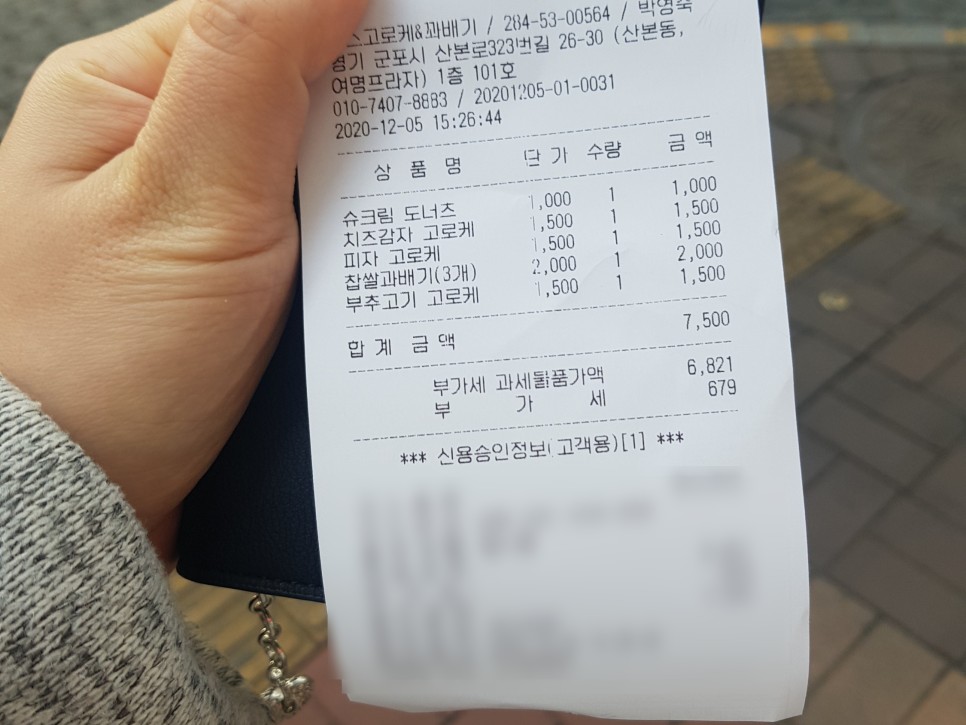 스고로케&꽈배기 / 284-53-00564 / 박영숙
경기 군포시 산본로323번길 26-30 (산본동,
여명프라자) 1층 101호
010-7407-8883 / 20201205-01-0031
2020-12-05 15:26:44
상 품 명 단 가 수량 금 액
슈크림 도너츠 1,000 1 1,000
치즈감자 고로케 1,500 1 1,500
피자 고로케 1,500 1 1,500
찹쌀꽈배기(3개) 2,000 1 2,000
부추고기 고로케 1,500 1 1,500
합 계 금 액 7,500
부가세 과세물품가액 6,821
부 가 세 679
*** 신용승인정보(고객용)[1] ***